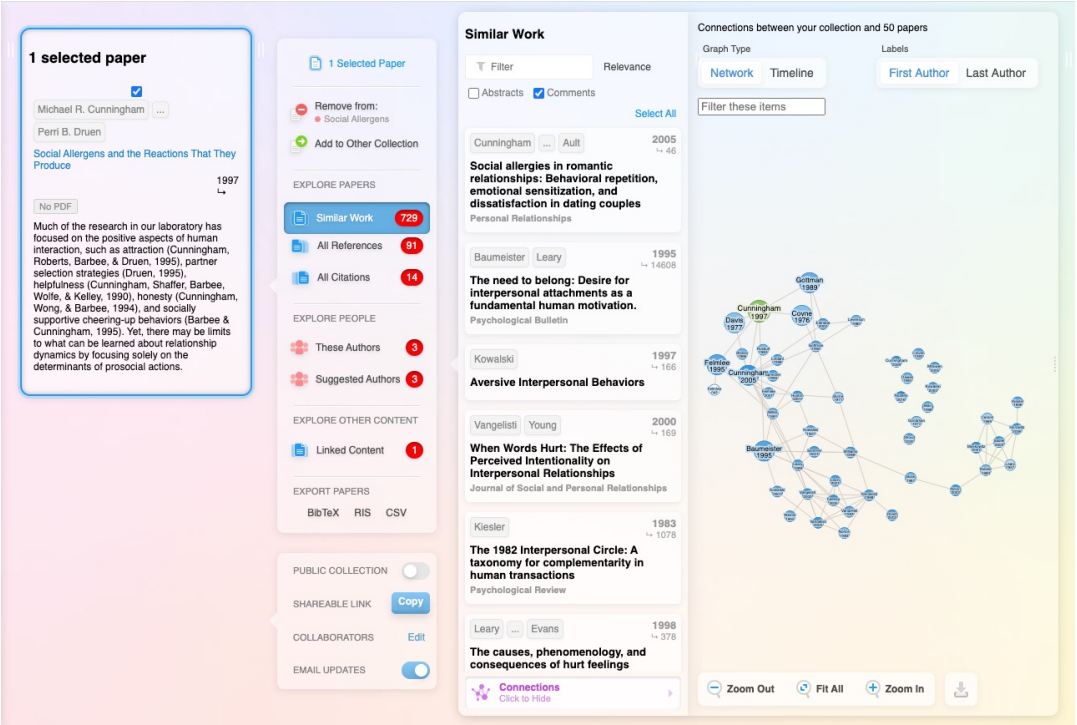 1 selected paper
Michael R. Cunningham
...
Perri B. Druen
Social Allergens and the Reactions That They
Produce
1997
No PDF
Much of the research in our laboratory has
focused on the positive aspects of human
interaction, such as attraction (Cunningham,
Roberts, Barbee, & Druen, 1995), partner
selection strategies (Druen, 1995),
helpfulness (Cunningham, Shaffer, Barbee,
Wolfe, & Kelley, 1990), honesty (Cunningham,
Wong, & Barbee, 1994), and socially
supportive cheering-up behaviors (Barbee &
Cunningham, 1995). Yet, there may be limits
to what can be learned about relationship
dynamics by focusing solely on the
determinants of prosocial actions.
1 Selected Paper
Remove from:
Social Allergens
Add to Other Collection
EXPLORE PAPERS
Similar Work 729
All References 91
All Citations 14
EXPLORE PEOPLE
These Authors 3
Suggested Authors 3
EXPLORE OTHER CONTENT
Linked Content 1
EXPORT PAPERS
BibTeX RIS CSV
PUBLIC COLLECTION
SHAREABLE LINK Copy
COLLABORATORS Edit
EMAIL UPDATES
Similar Work
Filter Relevance
Abstracts Comments
Select All
Cunningham ... Ault 2005
46
Social allergies in romantic
relationships: Behavioral repetition,
emotional sensitization, and
dissatisfaction in dating couples
Personal Relationships
Baumeister Leary 1995
14608
The need to belong: Desire for
interpersonal attachments as a
fundamental human motivation.
Psychological Bulletin
Kowalski 1997
166
Aversive Interpersonal Behaviors
Vangelisti Young 2000
169
When Words Hurt: The Effects of
Perceived Intentionality on
Interpersonal Relationships
Journal of Social and Personal Relationships
Kiesler 1983
1078
The 1982 Interpersonal Circle: A
taxonomy for complementarity in
human transactions
Psychological Review
Leary ... Evans 1998
378
The causes, phenomenology, and
consequences of hurt feelings
Connections
Click to Hide
Connections between your collection and 50 papers
Graph Type Labels
Network Timeline First Author Last Author
Filter these items
Gottman
1989
Cunningham
1997
Davis
1977
Coyne
1976
Felmlee
1995
Cunningham
2005
Baumeister
1995
Zoom Out Fit All Zoom In